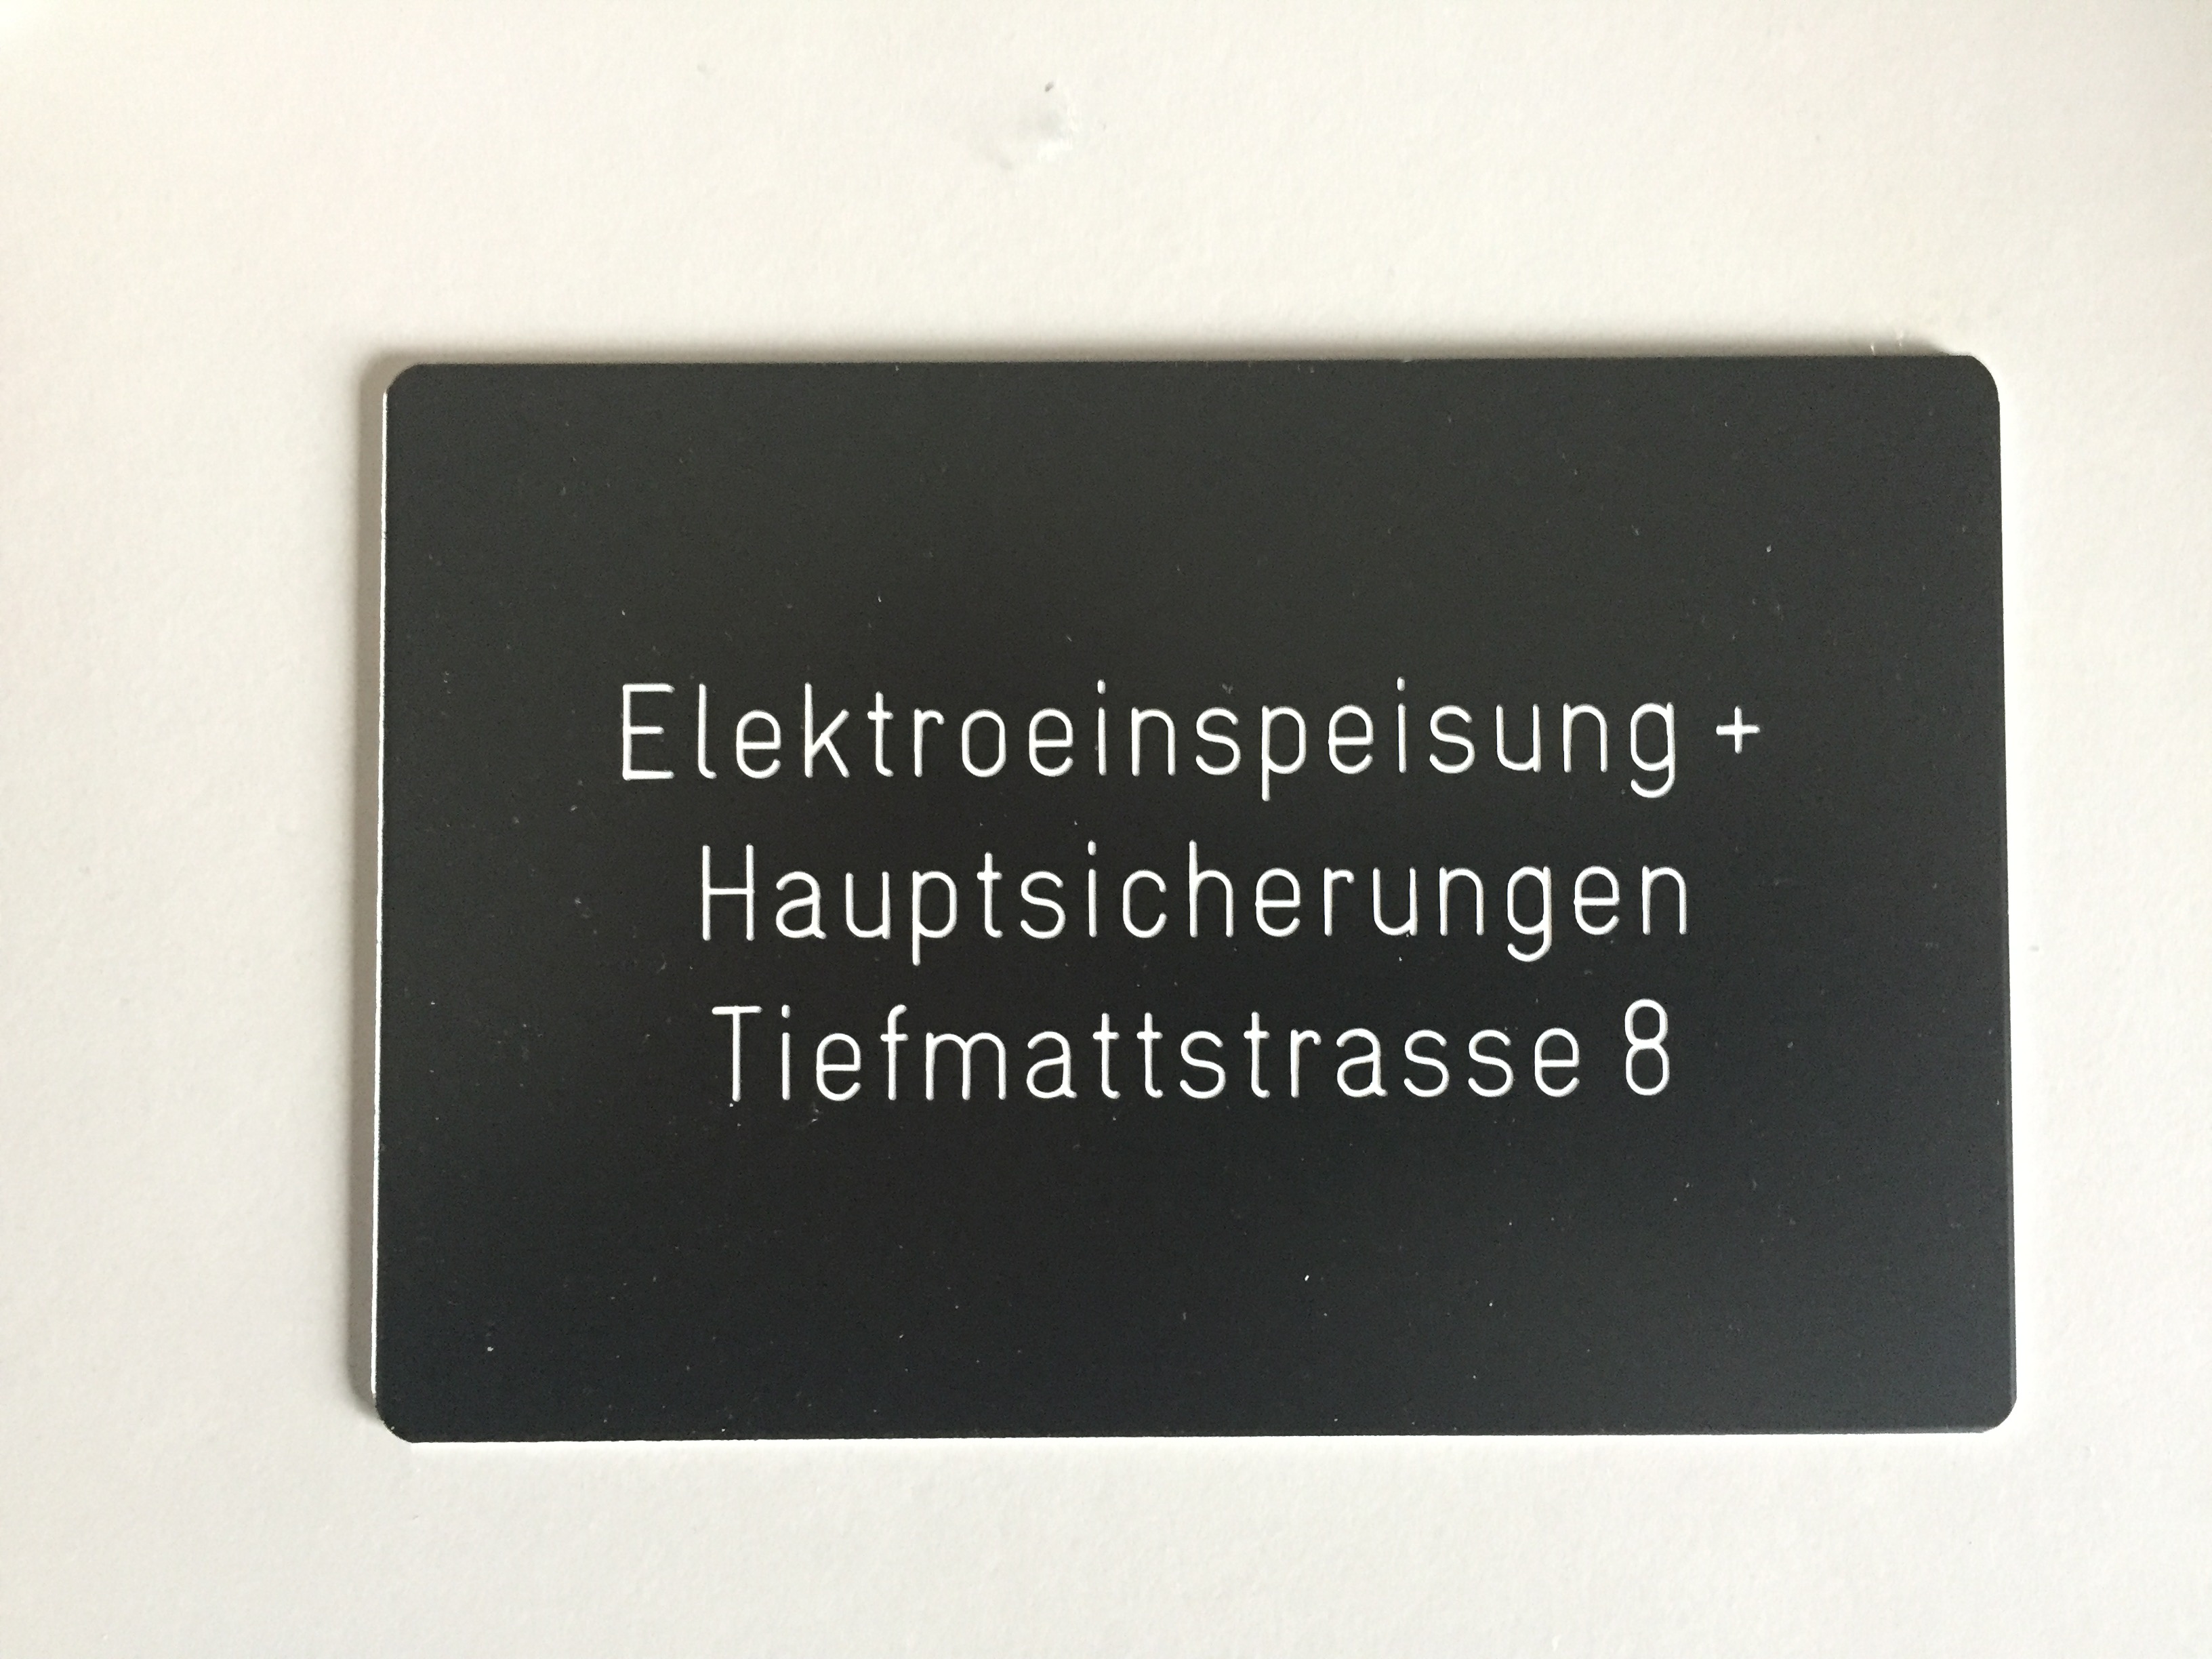 Elektroeinspeisung +
Hauptsicherungen
Tiefmattstrasse 8